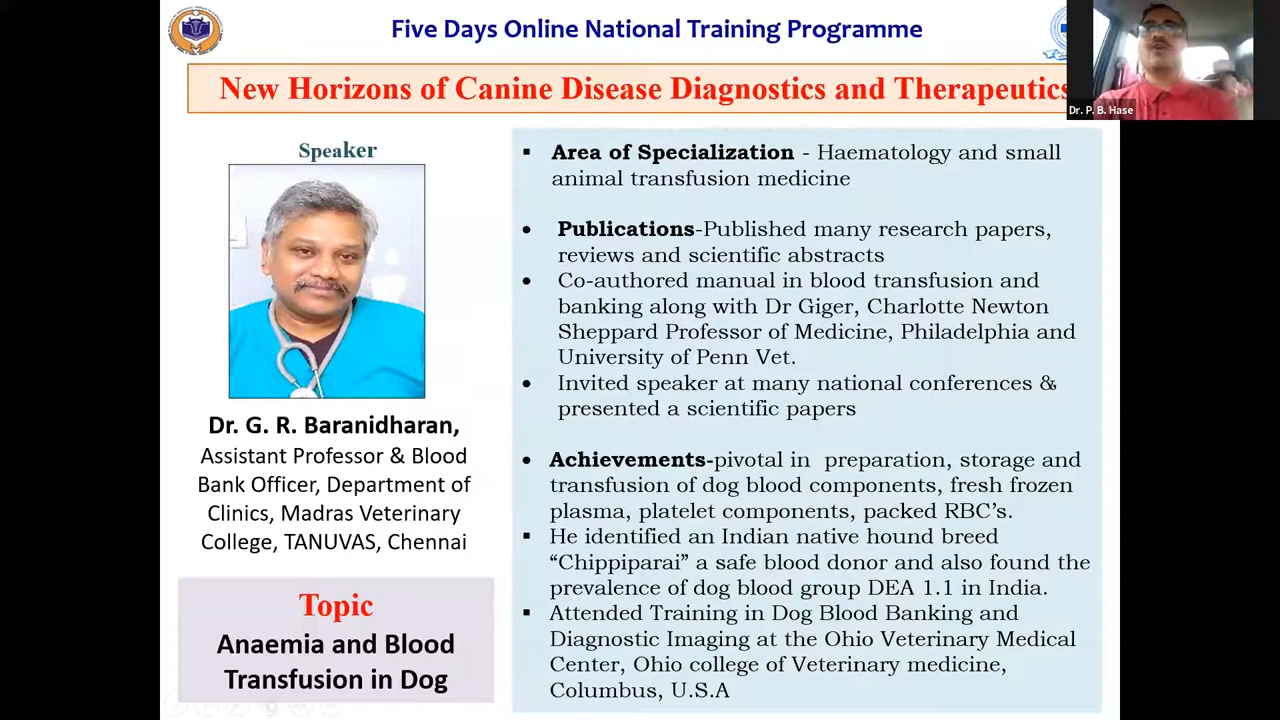 Five Days Online National Training Programme
New Horizons of Canine Disease Diagnostics and Therapeutics
Dr. P. B. Hase
Speaker
Dr. G. R. Baranidharan,
Assistant Professor & Blood
Bank Officer, Department of
Clinics, Madras Veterinary
College, TANUVAS, Chennai
Topic
Anaemia and Blood
Transfusion in Dog
▪ Area of Specialization - Haematology and small
animal transfusion medicine
• Publications-Published many research papers,
reviews and scientific abstracts
• Co-authored manual in blood transfusion and
banking along with Dr Giger, Charlotte Newton
Sheppard Professor of Medicine, Philadelphia and
University of Penn Vet.
• Invited speaker at many national conferences &
presented a scientific papers
• Achievements-pivotal in preparation, storage and
transfusion of dog blood components, fresh frozen
plasma, platelet components, packed RBC's.
▪ He identified an Indian native hound breed
“Chippiparai” a safe blood donor and also found the
prevalence of dog blood group DEA 1.1 in India.
▪ Attended Training in Dog Blood Banking and
Diagnostic Imaging at the Ohio Veterinary Medical
Center, Ohio college of Veterinary medicine,
Columbus, U.S.A